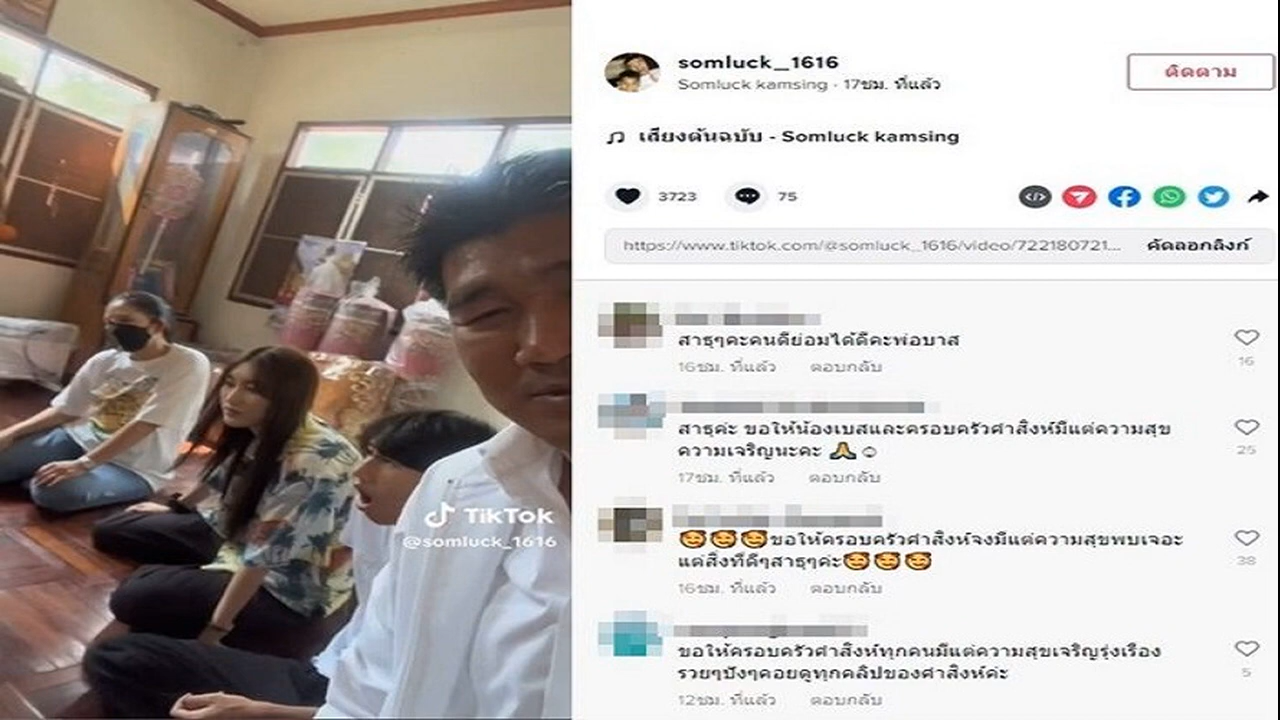 somluck_1616
Somluck kamsing · 17ชม. ที่แล้ว
ติดตาม
เสียงต้นฉบับ - Somluck kamsing
3723
75
https://www.tiktok.com/@somluck_1616/video/722180721...
คัดลอกลิงก์
สาธุๆคะคนดีย่อมได้ดีคะพ่อบาส
16ชม. ที่แล้ว ตอบกลับ
16
สาธุค่ะ ขอให้น้องเบสและครอบครัวคำสิงห์มีแต่ความสุข
ความเจริญนะคะ 🙏☺
17ชม. ที่แล้ว ตอบกลับ
25
🥰🥰🥰ขอให้ครอบครัวคำสิงห์จงมีแต่ความสุขพบเจอะ
แต่สิ่งที่ดีๆสาธุๆค่ะ🥰🥰🥰
16ชม. ที่แล้ว ตอบกลับ
38
ขอให้ครอบครัวคำสิงห์ทุกคนมีแต่ความสุขเจริญรุ่งเรือง
รวยๆปังๆคอยดูทุกคลิปของคำสิงห์ค่ะ
12ชม. ที่แล้ว ตอบกลับ
5
TikTok
@somluck_1616